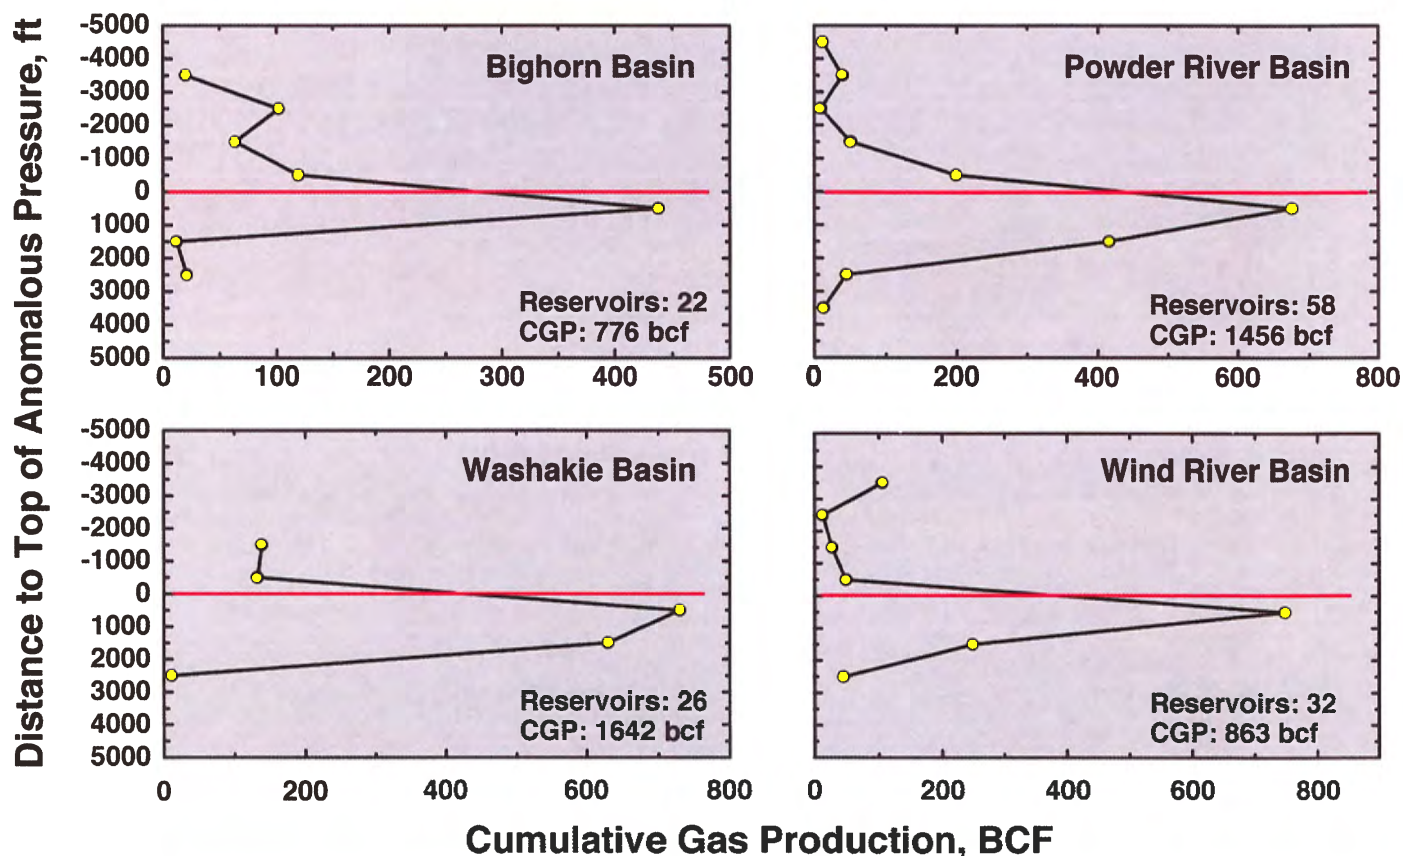 Distance to Top of Anomalous Pressure, ft
-5000
-4000
-3000
-2000
-1000
0
1000
2000
3000
4000
5000
Bighorn Basin
Reservoirs: 22
CGP: 776 bcf
0 100 200 300 400 500
Powder River Basin
Reservoirs: 58
CGP: 1456 bcf
0 200 400 600 800
-5000
-4000
-3000
-2000
-1000
0
1000
2000
3000
4000
5000
Washakie Basin
Reservoirs: 26
CGP: 1642 bcf
0 200 400 600 800
Wind River Basin
Reservoirs: 32
CGP: 863 bcf
0 200 400 600 800
Cumulative Gas Production, BCF